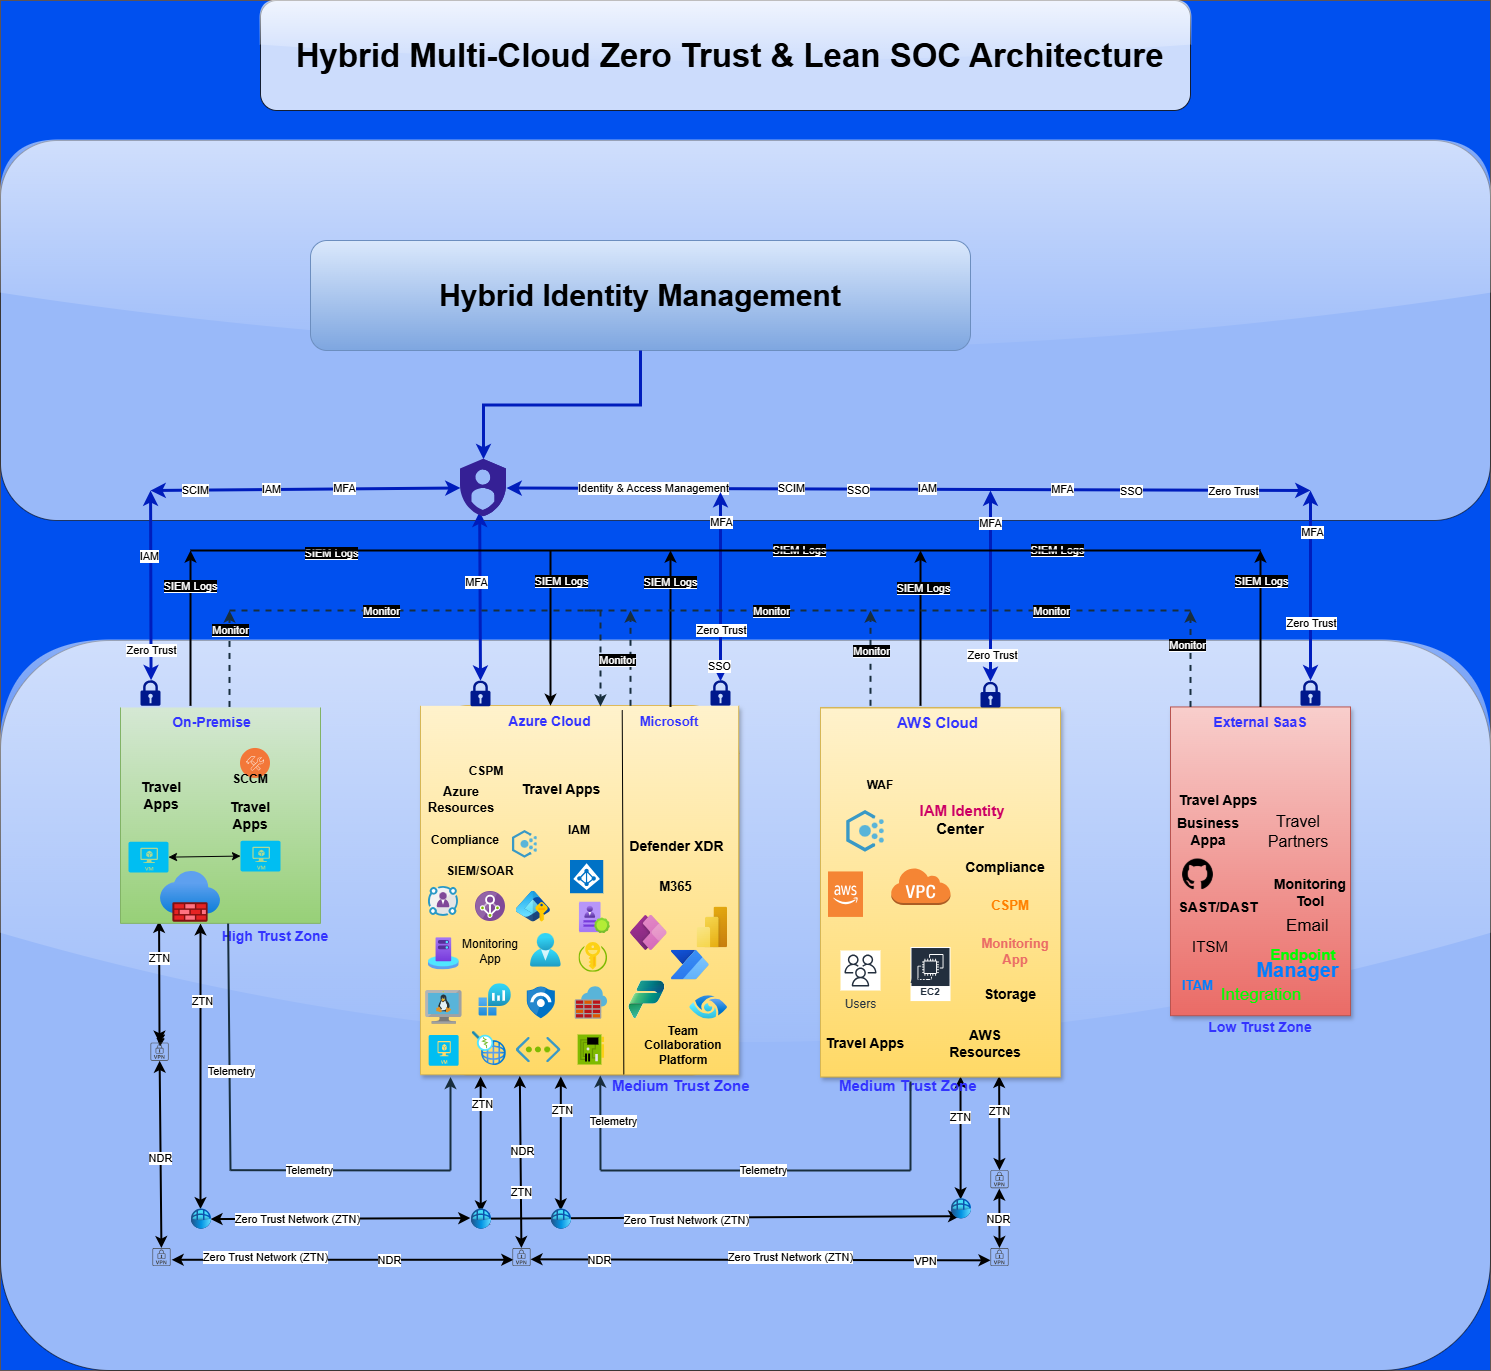 Hybrid Multi-Cloud Zero Trust & Lean SOC Architecture
Hybrid Identity Management
SCIM
IAM
MFA
Identity & Access Management
SCIM
SSO
IAM
MFA
SSO
Zero Trust
MFA
MFA
MFA
IAM
SIEM Logs
SIEM Logs
SIEM Logs
SIEM Logs
MFA
SIEM Logs
SIEM Logs
SIEM Logs
SIEM Logs
Monitor
Monitor
Monitor
Monitor
Zero Trust
Zero Trust
Zero Trust
Monitor
Monitor
Zero Trust
Monitor
SSO
On-Premise
Travel
Apps
SCCM
Travel
Apps
VM
VM
High Trust Zone
Azure Cloud
CSPM
Azure
Resources
Travel Apps
Compliance
IAM
SIEM/SOAR
Monitoring
App
Microsoft
Defender XDR
M365
Team
Collaboration
Platform
Medium Trust Zone
AWS Cloud
WAF
IAM Identity
Center
Compliance
aws
VPC
CSPM
Monitoring
App
Users
EC2
Storage
Travel Apps
AWS
Resources
Medium Trust Zone
External SaaS
Travel Apps
Business
Appa
Travel
Partners
Monitoring
Tool
SAST/DAST
Email
ITSM
Endpoint
Manager
ITAM
Integration
Low Trust Zone
ZTN
ZTN
VPN
Telemetry
NDR
Telemetry
ZTN
NDR
ZTN
ZTN
Telemetry
Telemetry
ZTN
ZTN
VPN
NDR
Zero Trust Network (ZTN)
Zero Trust Network (ZTN)
VPN
Zero Trust Network (ZTN)
NDR
VPN
NDR
Zero Trust Network (ZTN)
VPN
VPN